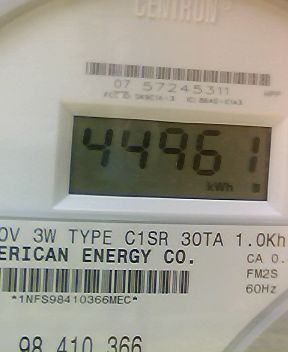 CENTRON
07 57245311
44961
kWh
0V 3W TYPE C1SR 30TA 1.0Kh
ERICAN ENERGY CO.
CA 0.
FM2S
*1NFS98410366MEC*
60Hz
98 410 366